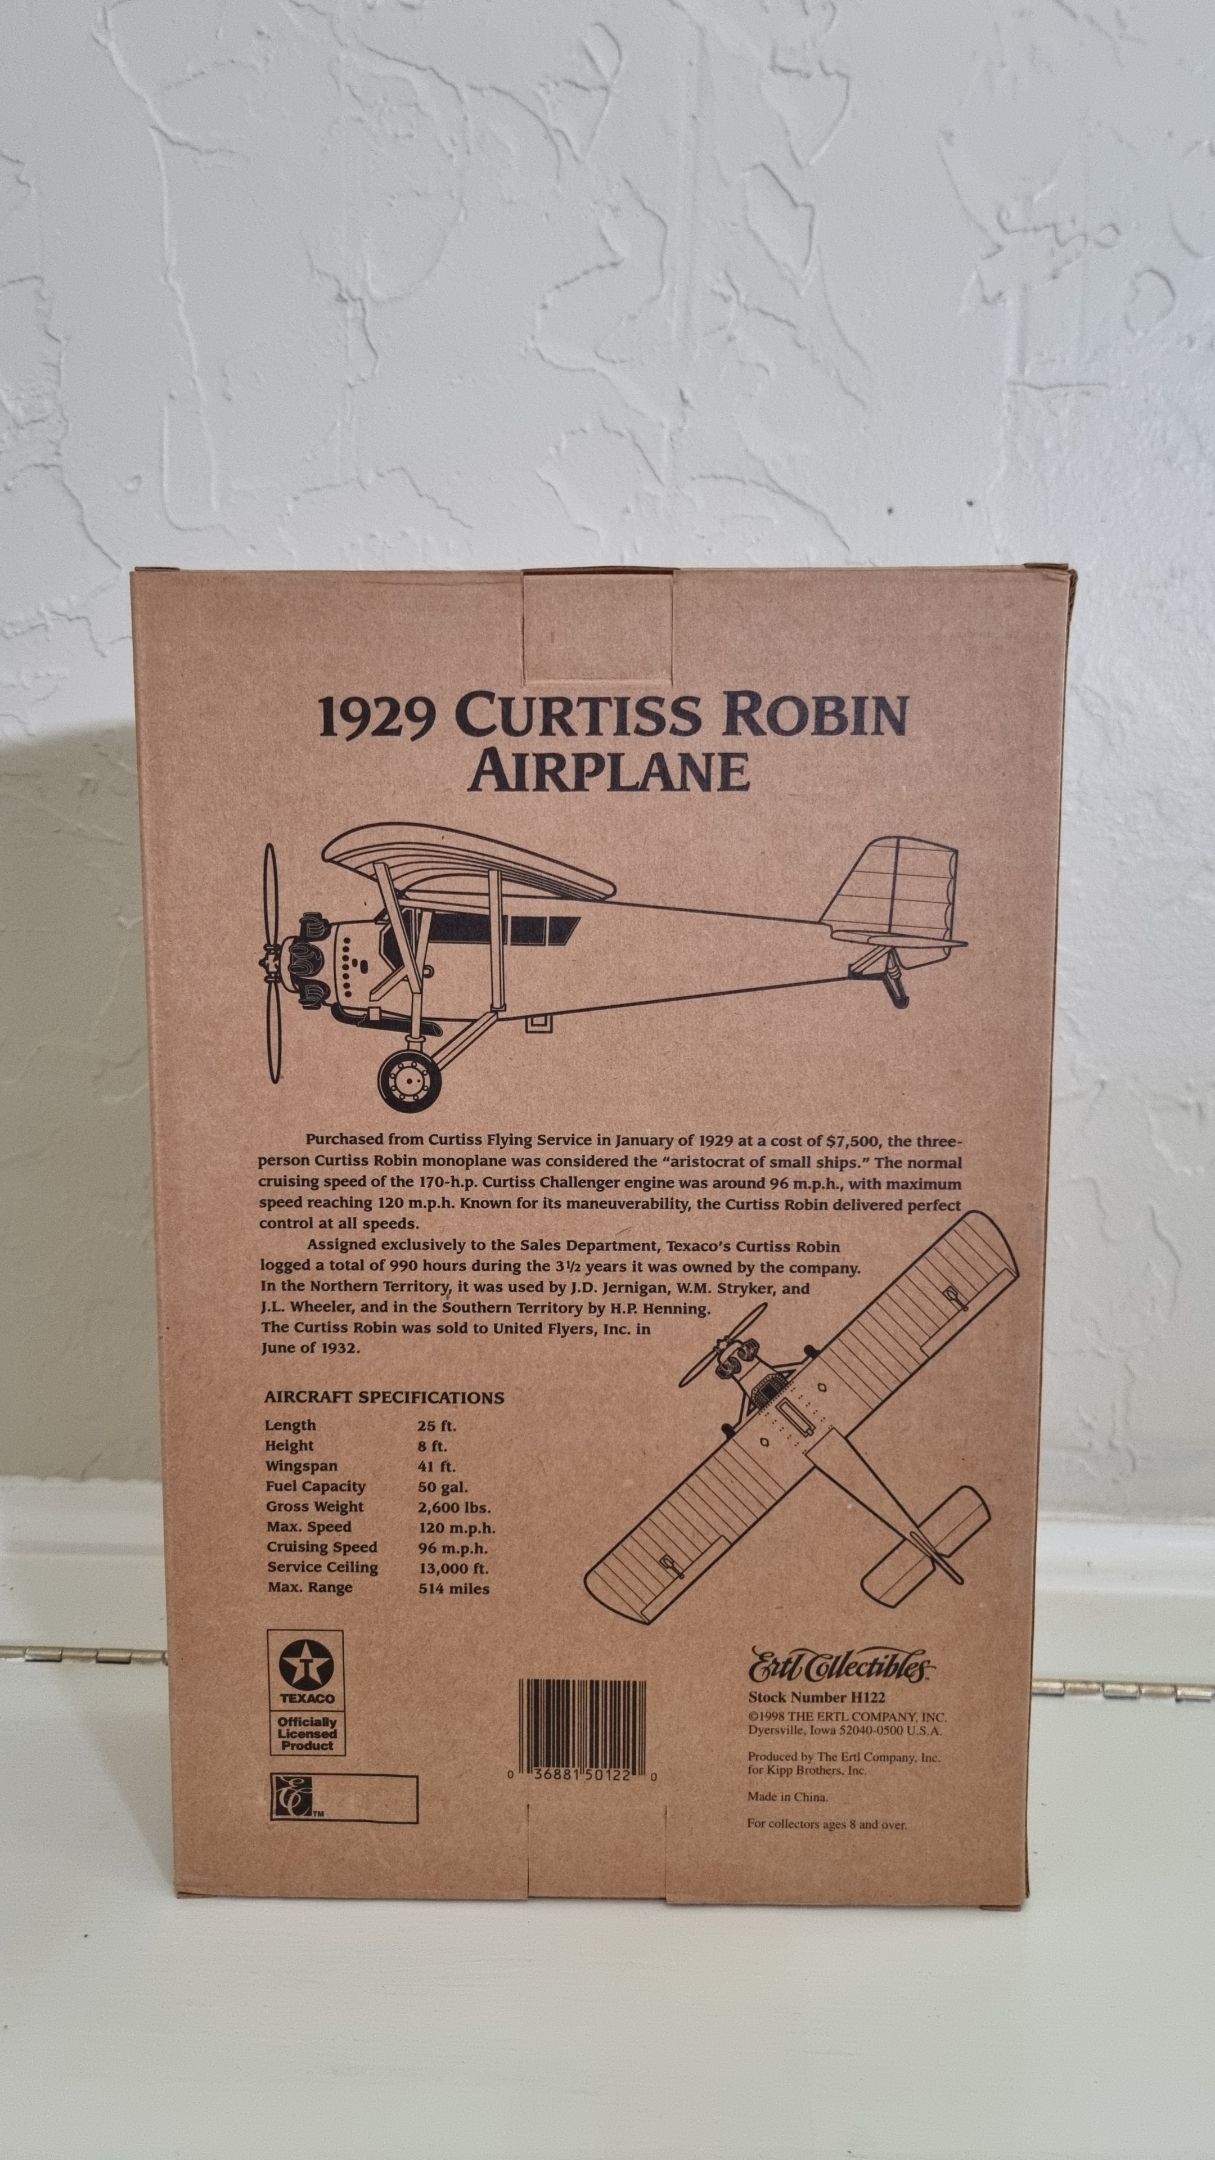 1929 CURTISS ROBIN
AIRPLANE
Purchased from Curtiss Flying Service in January of 1929 at a cost of $7,500, the three-
person Curtiss Robin monoplane was considered the “aristocrat of small ships.” The normal
cruising speed of the 170-h.p. Curtiss Challenger engine was around 96 m.p.h., with maximum
speed reaching 120 m.p.h. Known for its maneuverability, the Curtiss Robin delivered perfect
control at all speeds.
Assigned exclusively to the Sales Department, Texaco’s Curtiss Robin
logged a total of 990 hours during the 3 1/2 years it was owned by the company.
In the Northern Territory, it was used by J.D. Jernigan, W.M. Stryker, and
J.L. Wheeler, and in the Southern Territory by H.P. Henning.
The Curtiss Robin was sold to United Flyers, Inc. in
June of 1932.
AIRCRAFT SPECIFICATIONS
Length 25 ft.
Height 8 ft.
Wingspan 41 ft.
Fuel Capacity 50 gal.
Gross Weight 2,600 lbs.
Max. Speed 120 m.p.h.
Cruising Speed 96 m.p.h.
Service Ceiling 13,000 ft.
Max. Range 514 miles
T
TEXACO
Officially
Licensed
Product
E TM
0 36881 50122 0
Ertl Collectibles™
Stock Number H122
©1998 THE ERTL COMPANY, INC.
Dyersville, Iowa 52040-0500 U.S.A.
Produced by The Ertl Company, Inc.
for Kipp Brothers, Inc.
Made in China.
For collectors ages 8 and over.